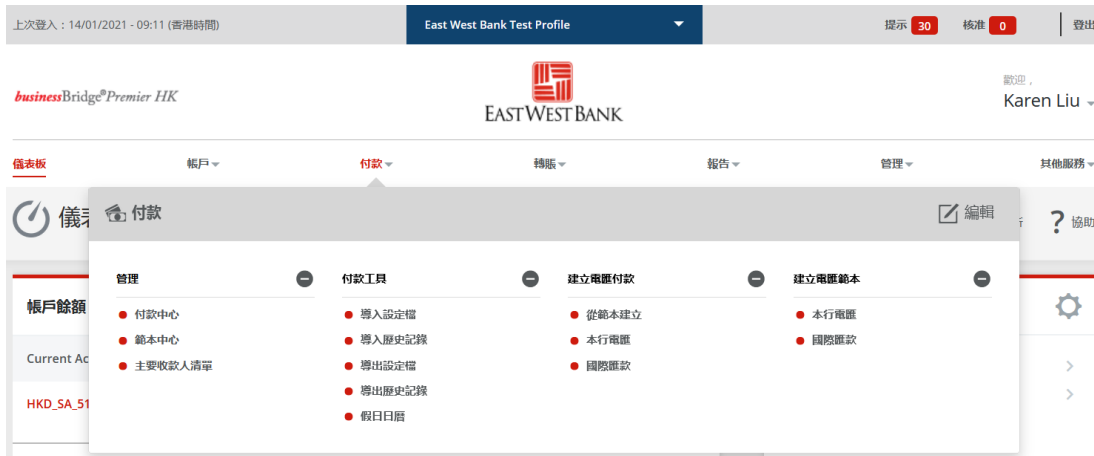 上次登入：14/01/2021 - 09:11 (香港時間)
East West Bank Test Profile
提示 30 核准 0 登出
businessBridge®Premier HK
EAST WEST BANK
歡迎 ,
Karen Liu
儀表板 帳戶 付款 轉賬 報告 管理 其他服務
儀表 付款 編輯 協助
管理 付款工具 建立電匯付款 建立電匯範本
帳戶餘額 付款中心 導入設定檔 從範本建立 本行電匯
範本中心 導入歷史記錄 本行電匯 國際匯款
Current Ac 主要收款人清單 導出設定檔 國際匯款
導出歷史記錄
HKD_SA_51 假日日曆